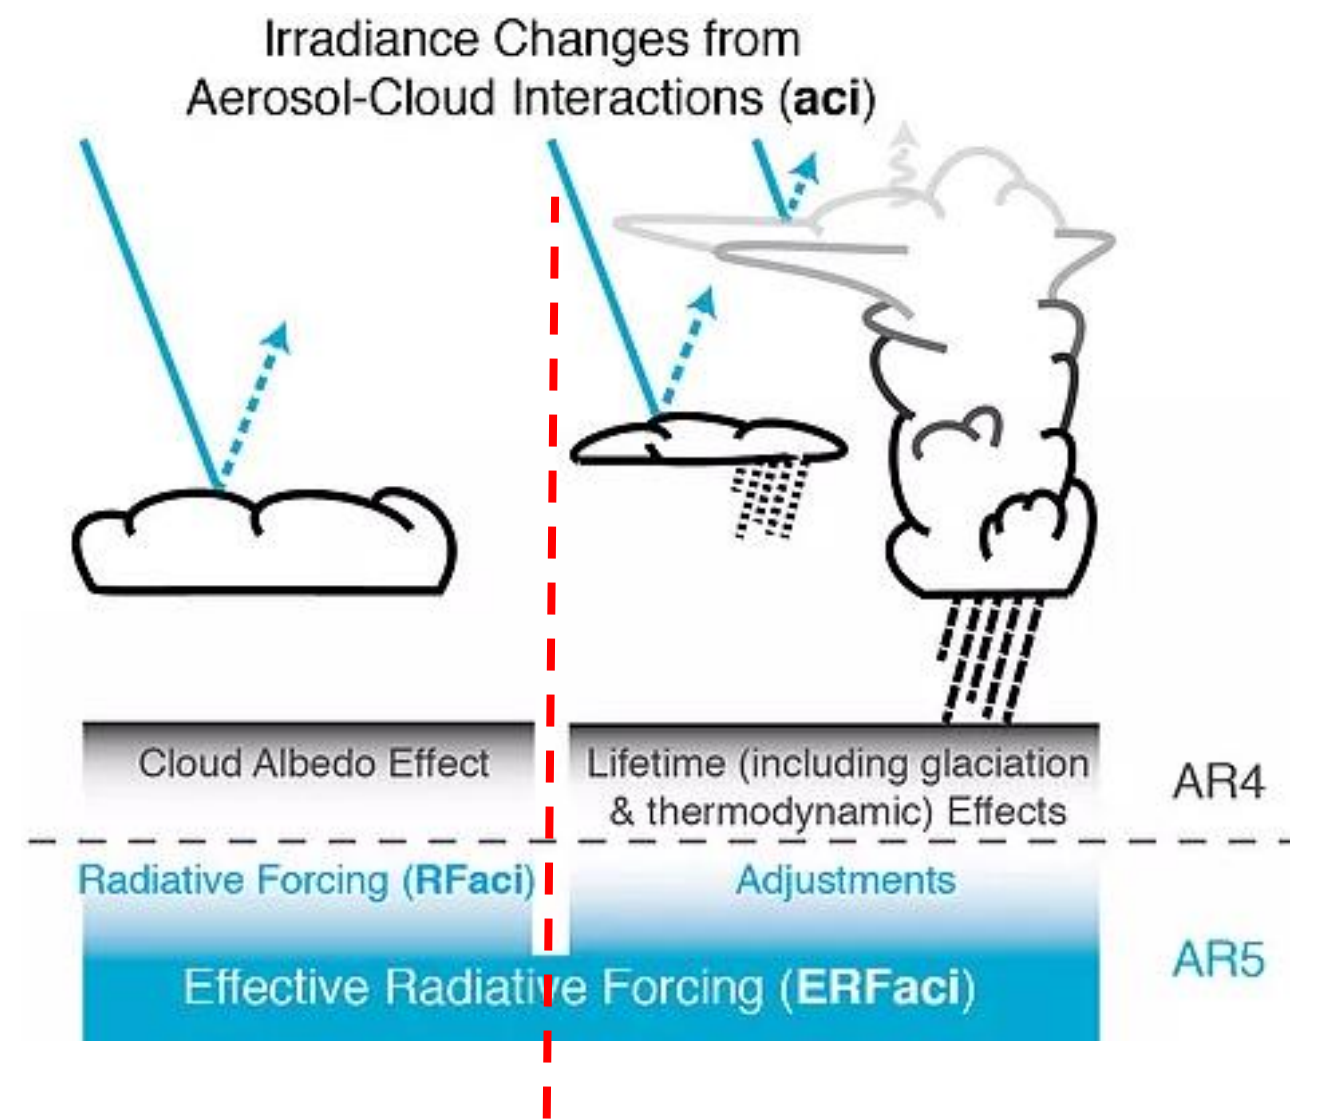 Irradiance Changes from
Aerosol-Cloud Interactions (aci)
Cloud Albedo Effect
Lifetime (including glaciation
& thermodynamic) Effects
AR4
Radiative Forcing (RFaci)
Adjustments
AR5
Effective Radiative Forcing (ERFaci)